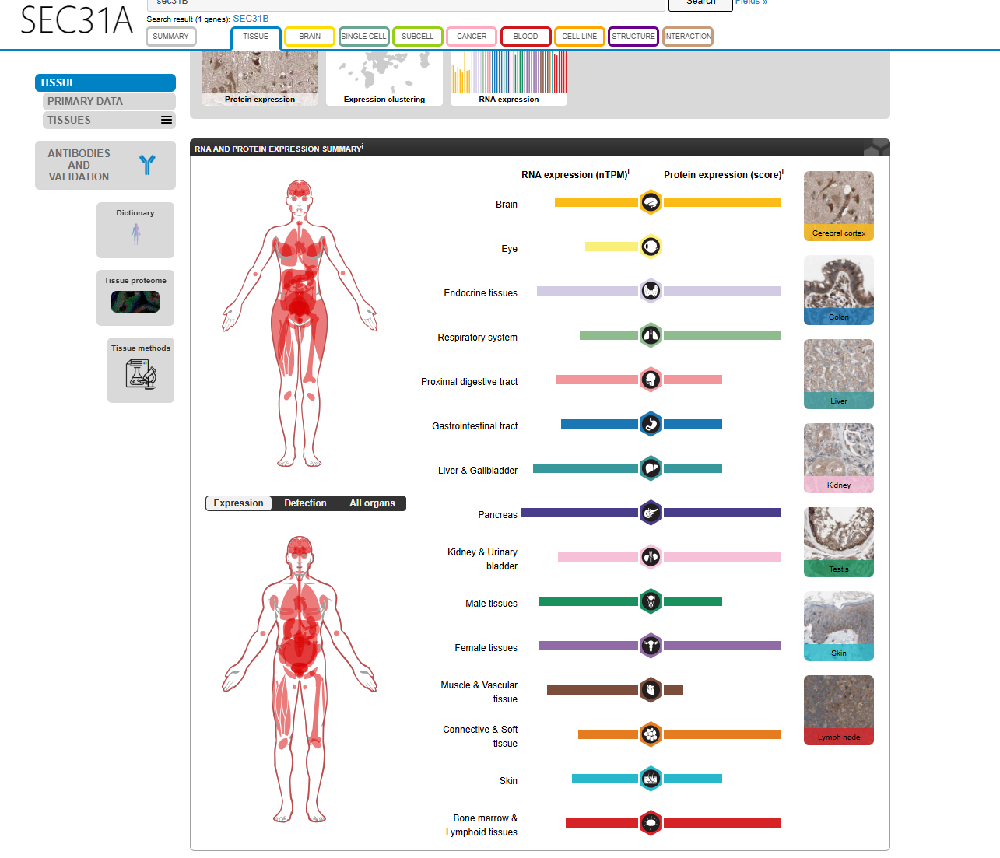 sec31B
Search
Fields »
SEC31A
Search result (1 genes): SEC31B
SUMMARY
TISSUE
BRAIN
SINGLE CELL
SUBCELL
CANCER
BLOOD
CELL LINE
STRUCTURE
INTERACTION
TISSUE
PRIMARY DATA
TISSUES
ANTIBODIES
AND
VALIDATION
Dictionary
Tissue proteome
Tissue methods
Protein expression
Expression clustering
RNA expression
RNA AND PROTEIN EXPRESSION SUMMARYi
RNA expression (nTPM)i
Protein expression (score)i
Brain
Eye
Endocrine tissues
Respiratory system
Proximal digestive tract
Gastrointestinal tract
Liver & Gallbladder
Pancreas
Kidney & Urinary
bladder
Male tissues
Female tissues
Muscle & Vascular
tissue
Connective & Soft
tissue
Skin
Bone marrow &
Lymphoid tissues
Expression
Detection
All organs
Cerebral cortex
Colon
Liver
Kidney
Testis
Skin
Lymph node